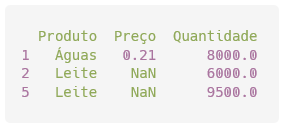 Produto Preço Quantidade
1 Águas 0.21 8000.0
2 Leite NaN 6000.0
5 Leite NaN 9500.0